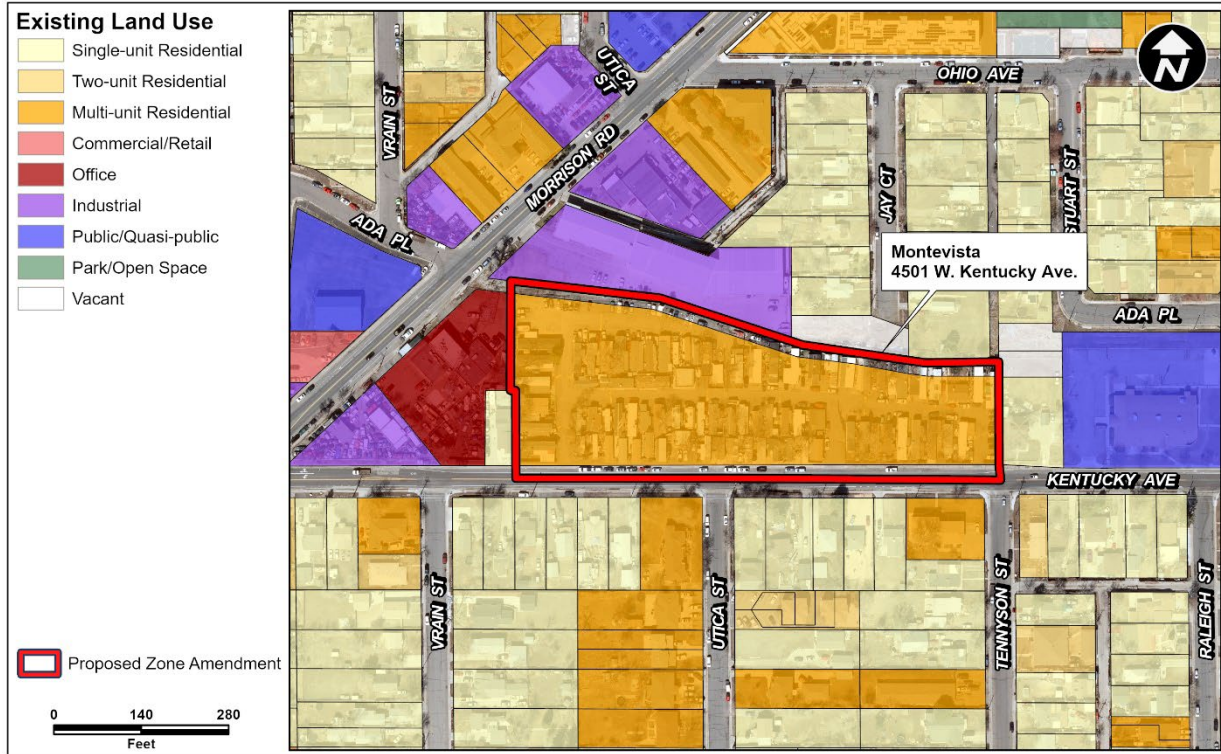 Existing Land Use
Single-unit Residential
Two-unit Residential
Multi-unit Residential
Commercial/Retail
Office
Industrial
Public/Quasi-public
Park/Open Space
Vacant
Proposed Zone Amendment
0 140 280
Feet
N
UTICA ST
OHIO AVE
VRAIN ST
MORRISON RD
JAY CT
STUART ST
ADA PL
Montevista
4501 W. Kentucky Ave.
ADA PL
KENTUCKY AVE
VRAIN ST
UTICA ST
TENNYSON ST
RALEIGH ST